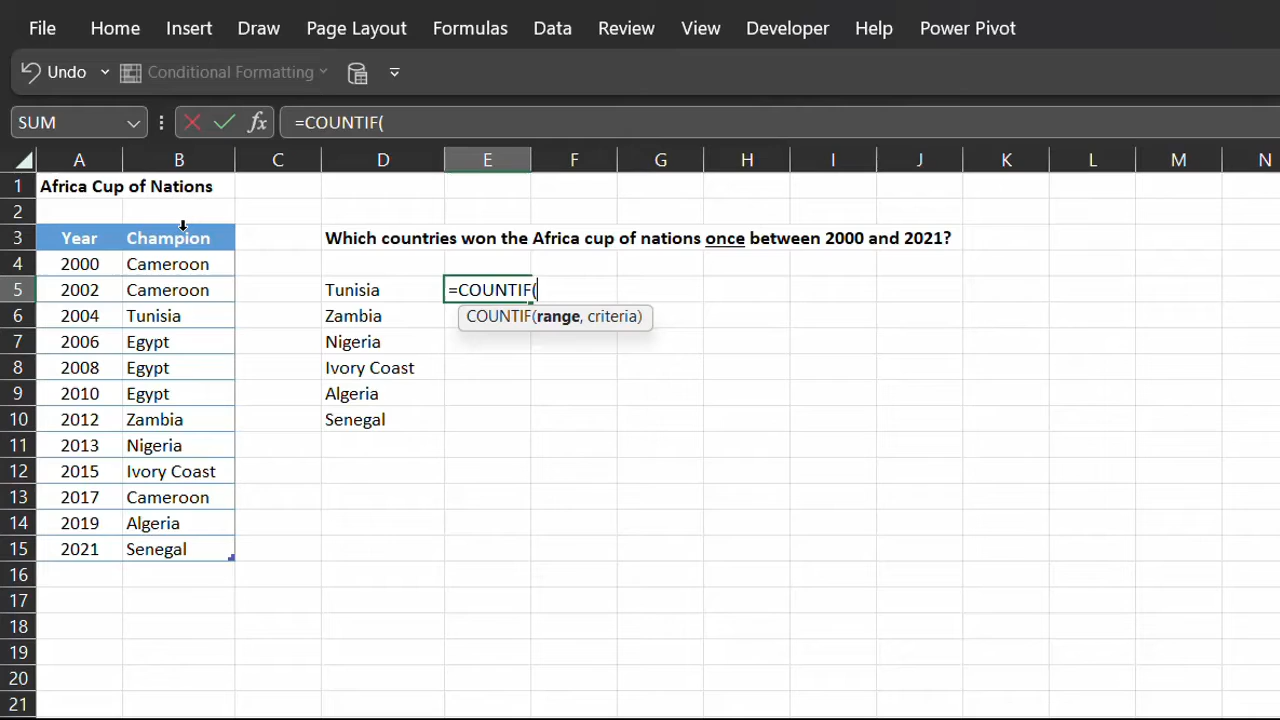 File Home Insert Draw Page Layout Formulas Data Review View Developer Help Power Pivot
Undo Conditional Formatting
SUM fx =COUNTIF(
A B C D E F G H I J K L M N
1 Africa Cup of Nations
2
3 Year Champion Which countries won the Africa cup of nations once between 2000 and 2021?
4 2000 Cameroon
5 2002 Cameroon Tunisia =COUNTIF(
6 2004 Tunisia Zambia COUNTIF(range, criteria)
7 2006 Egypt Nigeria
8 2008 Egypt Ivory Coast
9 2010 Egypt Algeria
10 2012 Zambia Senegal
11 2013 Nigeria
12 2015 Ivory Coast
13 2017 Cameroon
14 2019 Algeria
15 2021 Senegal
16
17
18
19
20
21